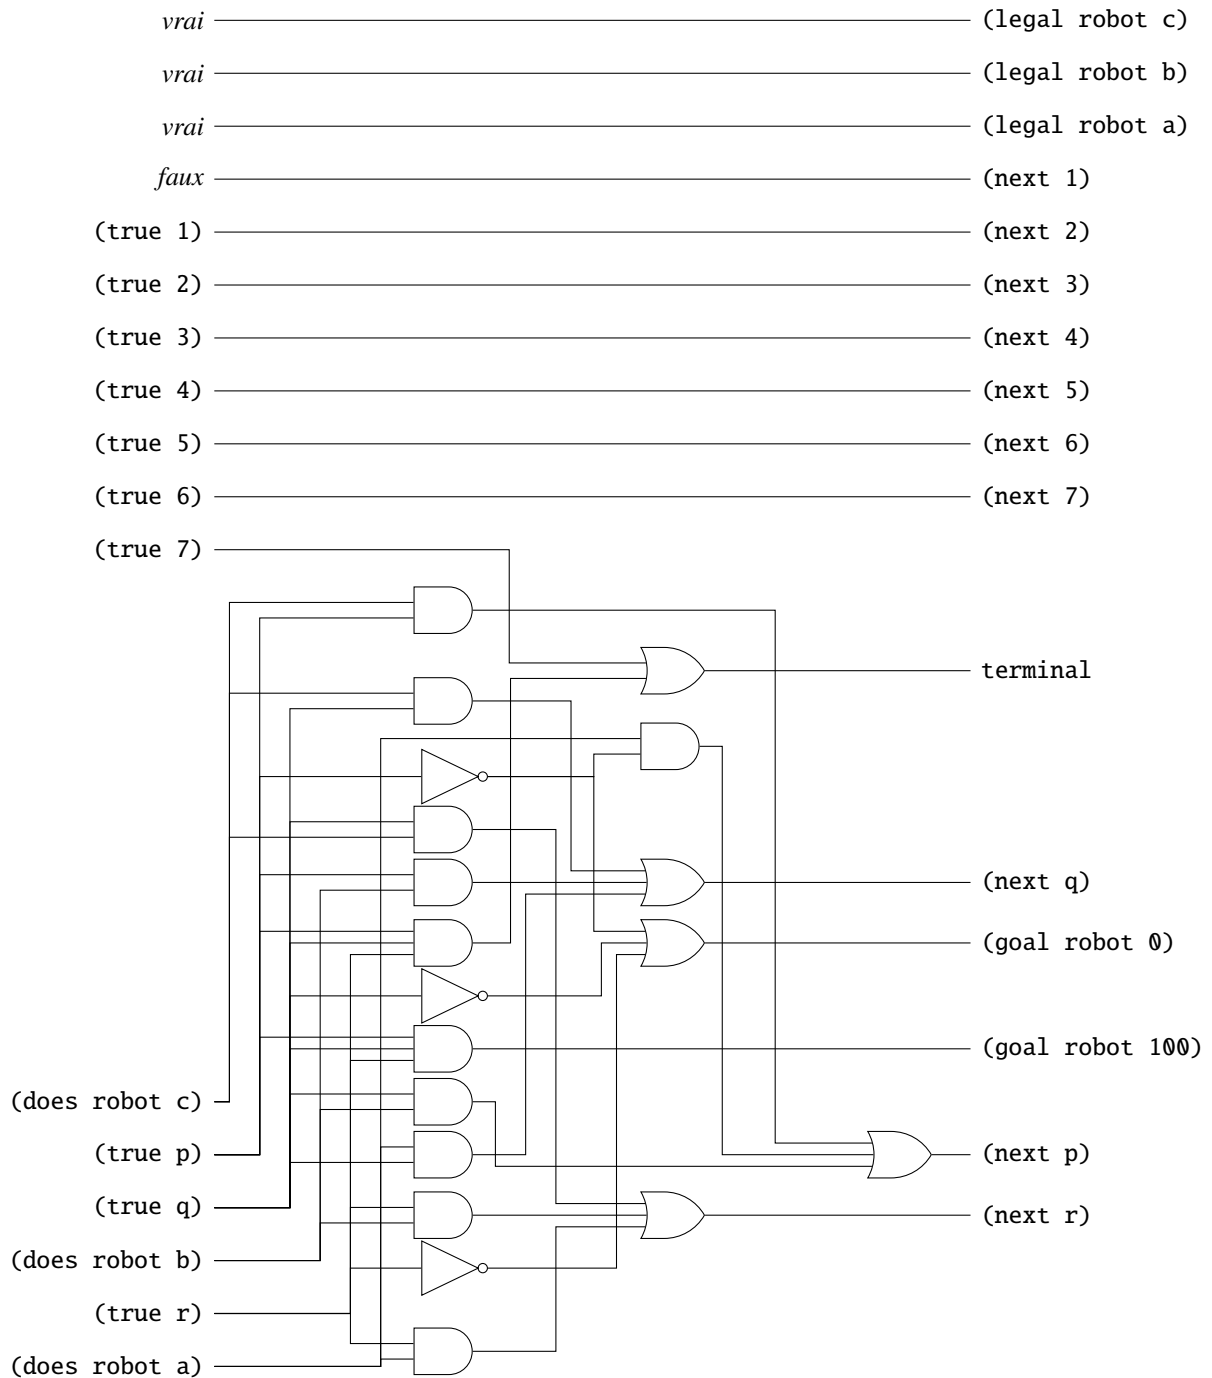 vrai (legal robot c)
vrai (legal robot b)
vrai (legal robot a)
faux (next 1)
(true 1) (next 2)
(true 2) (next 3)
(true 3) (next 4)
(true 4) (next 5)
(true 5) (next 6)
(true 6) (next 7)
(true 7)
terminal
(next q)
(goal robot 0)
(goal robot 100)
(does robot c)
(true p) (next p)
(true q) (next r)
(does robot b)
(true r)
(does robot a)